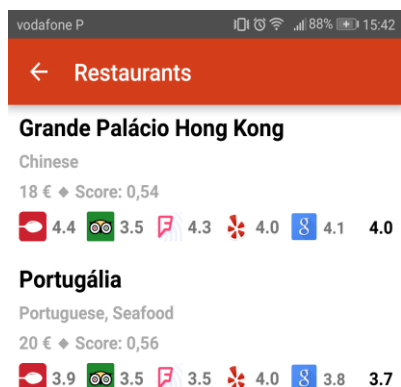 vodafone P 88% 15:42
← Restaurants
Grande Palácio Hong Kong
Chinese
18 € ◆ Score: 0,54
4.4 3.5 4.3 4.0 8 4.1 4.0
Portugália
Portuguese, Seafood
20 € ◆ Score: 0,56
3.9 3.5 3.5 4.0 8 3.8 3.7